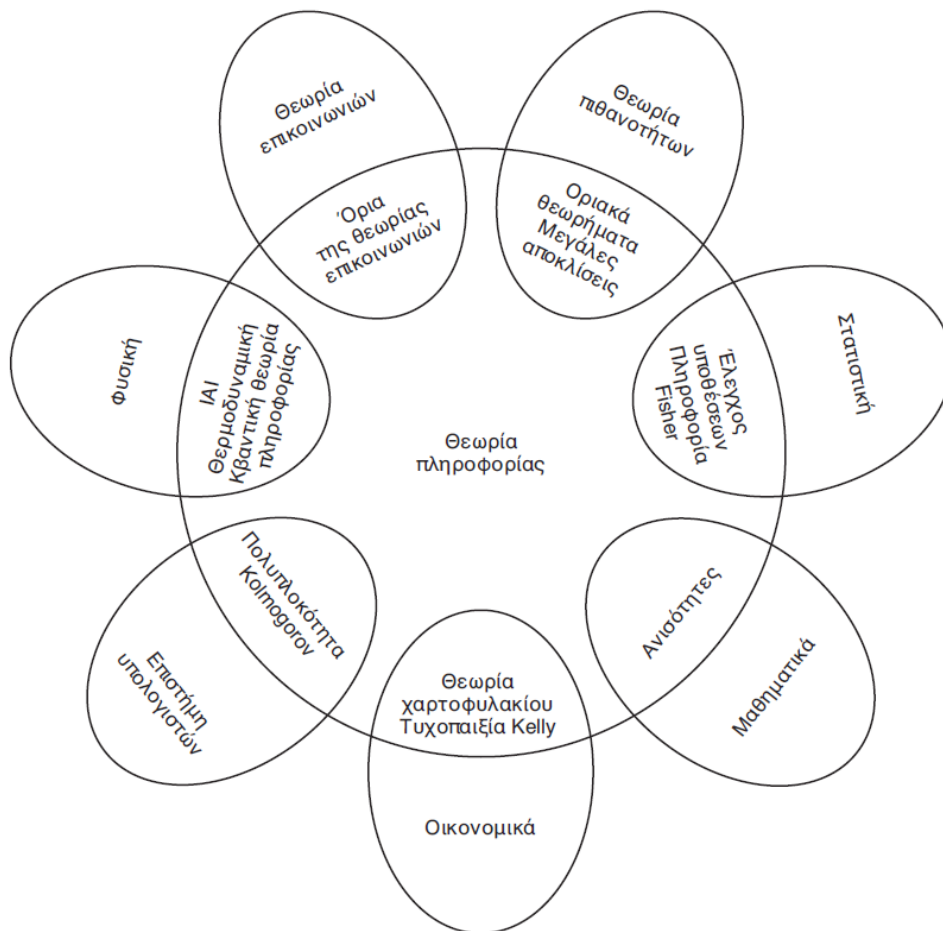 Θεωρία
επικοινωνιών
Θεωρία
πιθανοτήτων
Όρια
της θεωρίας
επικοινωνιών
Οριακά
θεωρήματα
Μεγάλες
αποκλίσεις
Φυσική
ΙΑΙ
Θερμοδυναμική
Κβαντική θεωρία
πληροφορίας
Έλεγχος
υποθέσεων
Πληροφορία
Fisher
Στατιστική
Θεωρία
πληροφορίας
Πολυπλοκότητα
Kolmogorov
Επιστήμη
υπολογιστών
Ανισότητες
Μαθηματικά
Θεωρία
χαρτοφυλακίου
Τυχοπαιξία Kelly
Οικονομικά